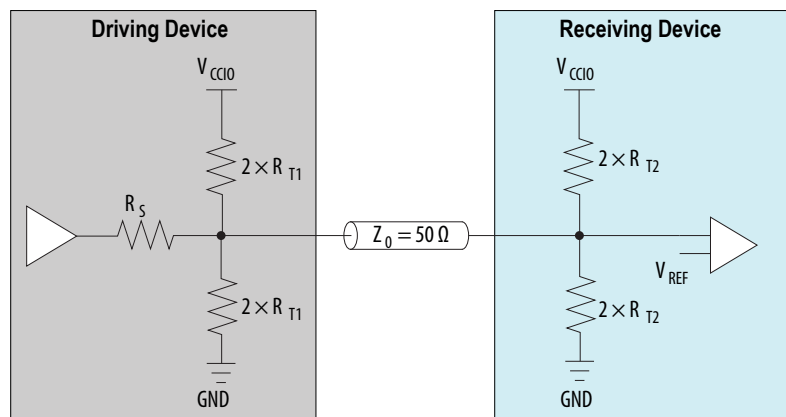 Driving Device
V CCIO
2 × R T1
R S
2 × R T1
GND
Z 0 = 50 Ω
Receiving Device
V CCIO
2 × R T2
V REF
2 × R T2
GND